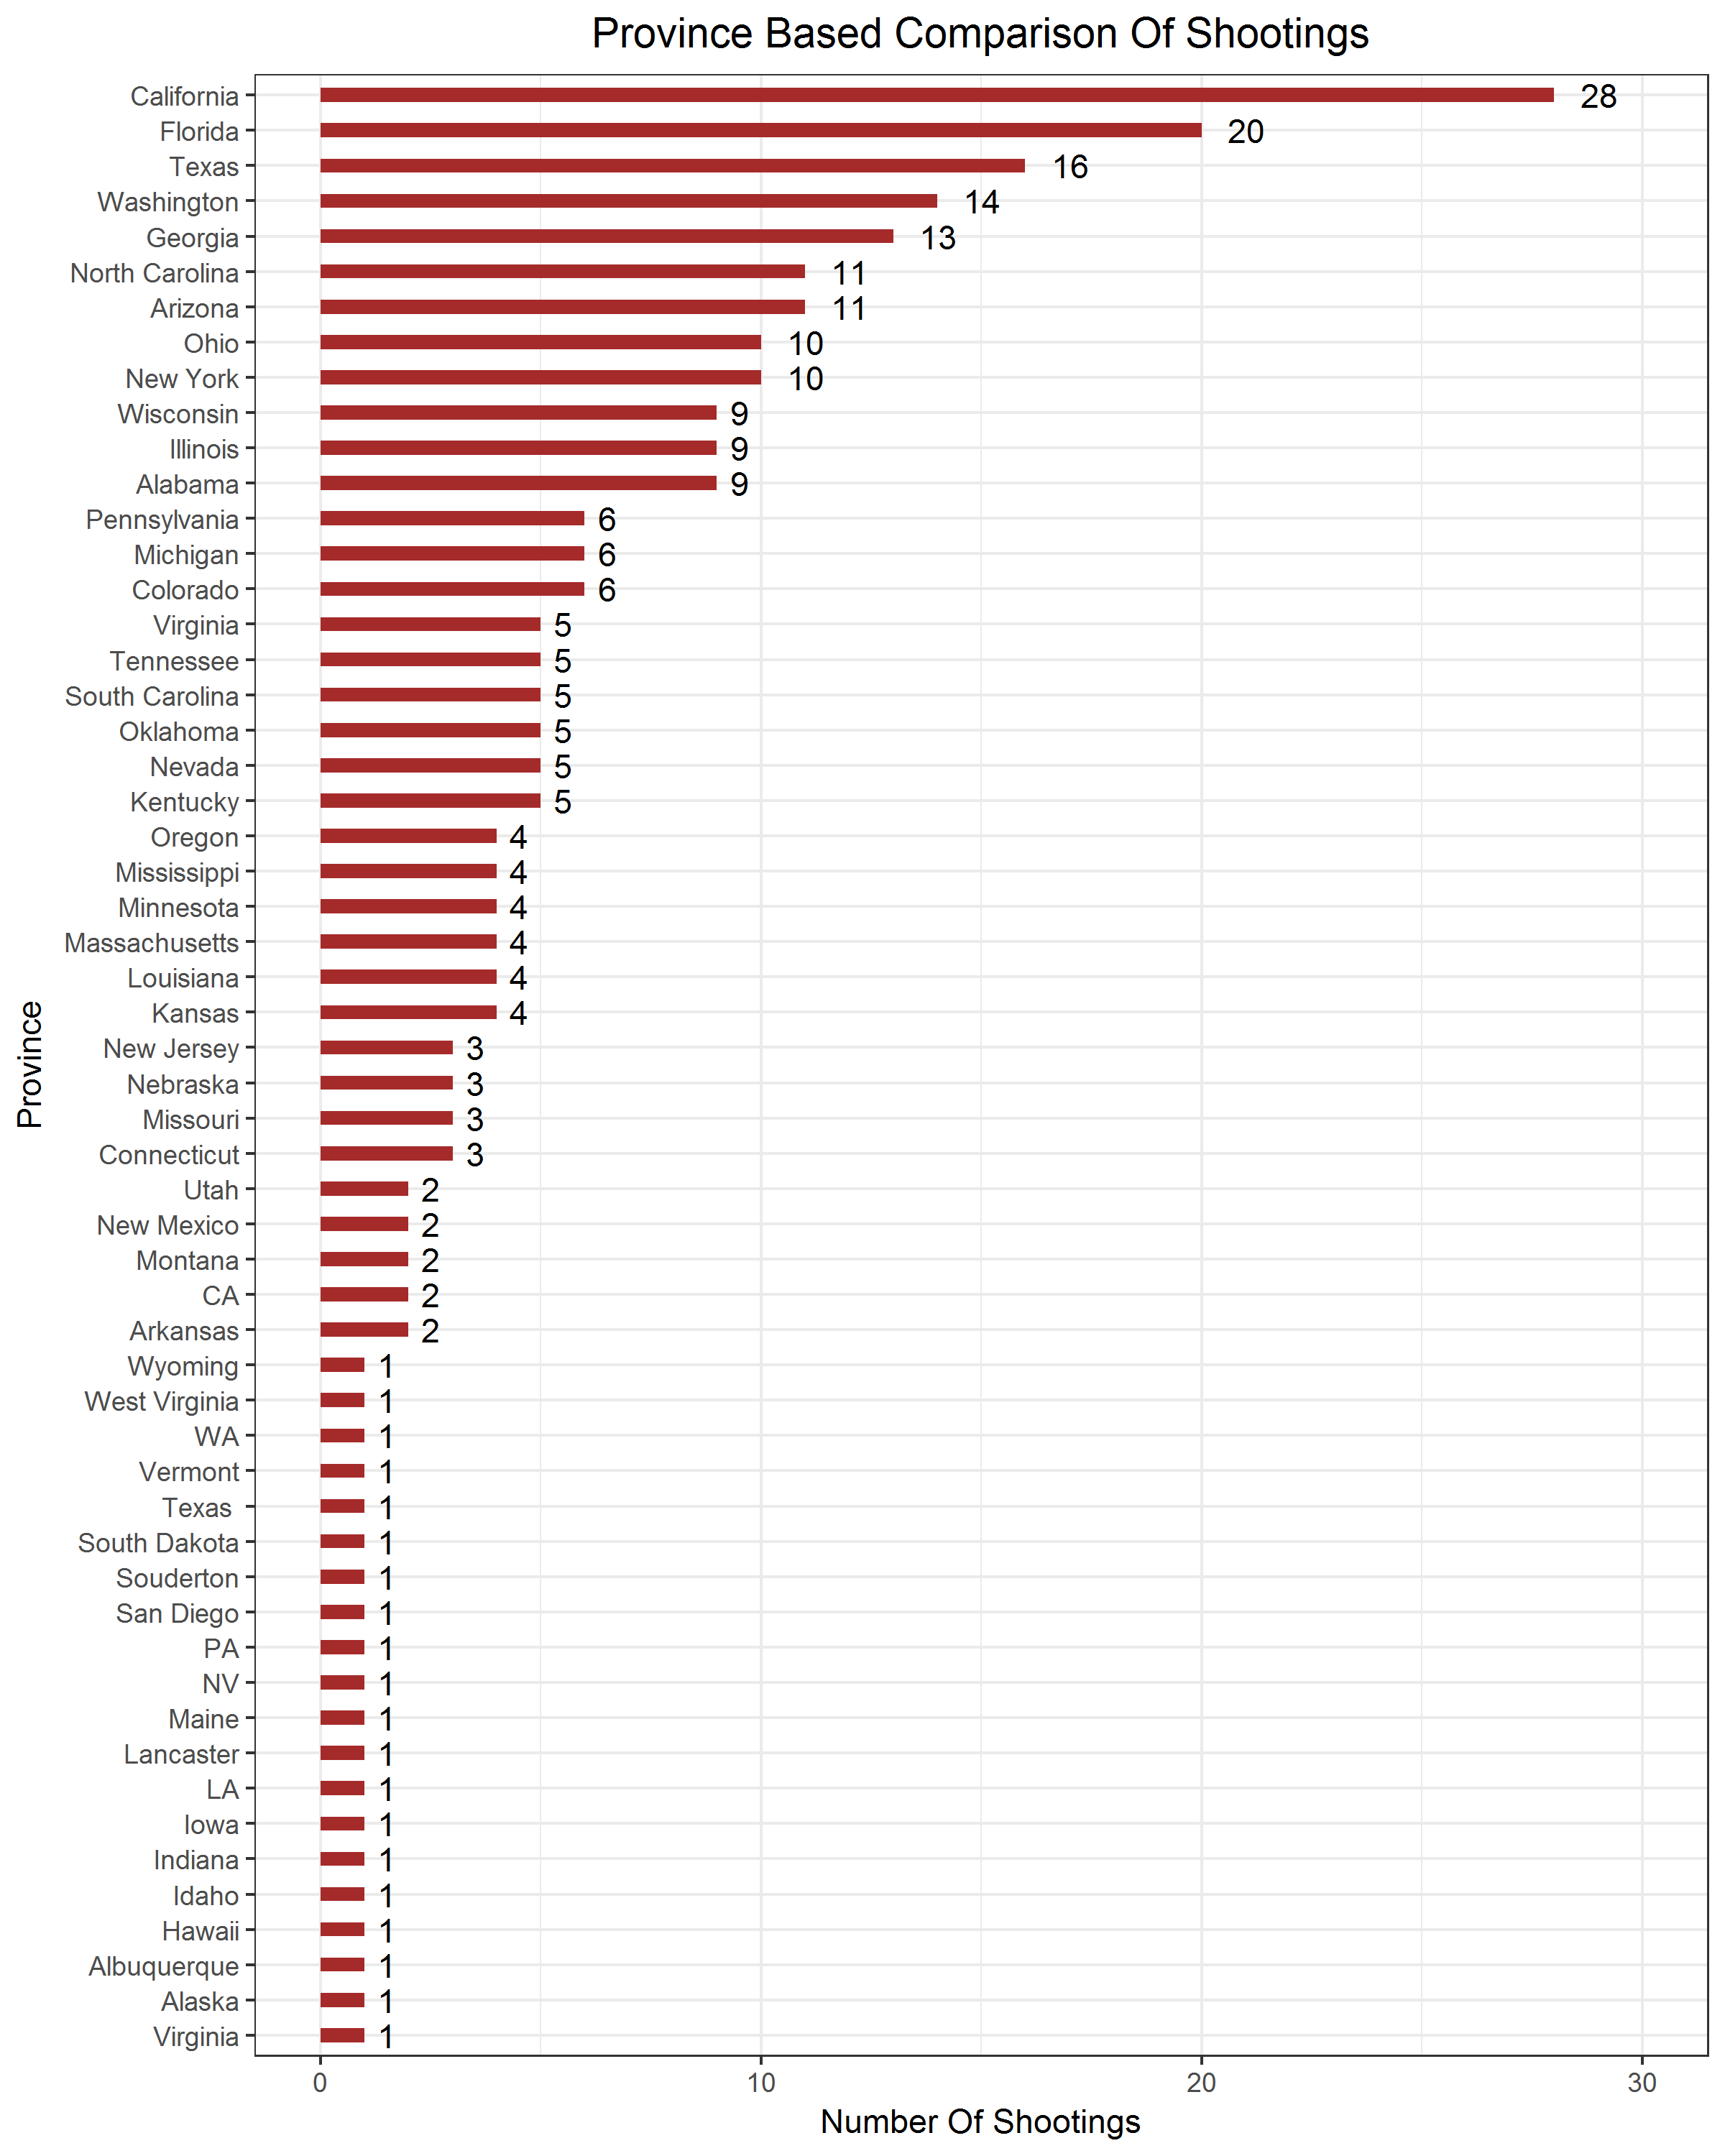 Province Based Comparison Of Shootings
California 28
Florida 20
Texas 16
Washington 14
Georgia 13
North Carolina 11
Arizona 11
Ohio 10
New York 10
Wisconsin 9
Illinois 9
Alabama 9
Pennsylvania 6
Michigan 6
Colorado 6
Virginia 5
Tennessee 5
South Carolina 5
Oklahoma 5
Nevada 5
Kentucky 5
Oregon 4
Mississippi 4
Minnesota 4
Massachusetts 4
Louisiana 4
Kansas 4
New Jersey 3
Nebraska 3
Missouri 3
Connecticut 3
Utah 2
New Mexico 2
Montana 2
CA 2
Arkansas 2
Wyoming 1
West Virginia 1
WA 1
Vermont 1
Texas 1
South Dakota 1
Souderton 1
San Diego 1
PA 1
NV 1
Maine 1
Lancaster 1
LA 1
Iowa 1
Indiana 1
Idaho 1
Hawaii 1
Albuquerque 1
Alaska 1
Virginia 1
0 10 20 30
Number Of Shootings
Province